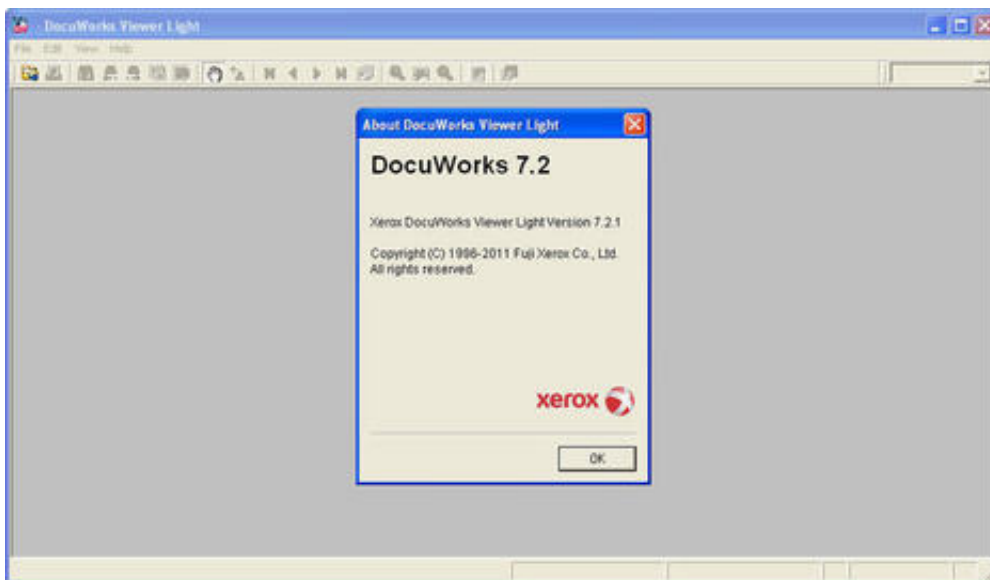 DocuWorks Viewer Light
File Edit View Help
About DocuWorks Viewer Light
DocuWorks 7.2
Xerox DocuWorks Viewer Light Version 7.2.1
Copyright (C) 1996-2011 Fuji Xerox Co., Ltd.
All rights reserved.
xerox
OK